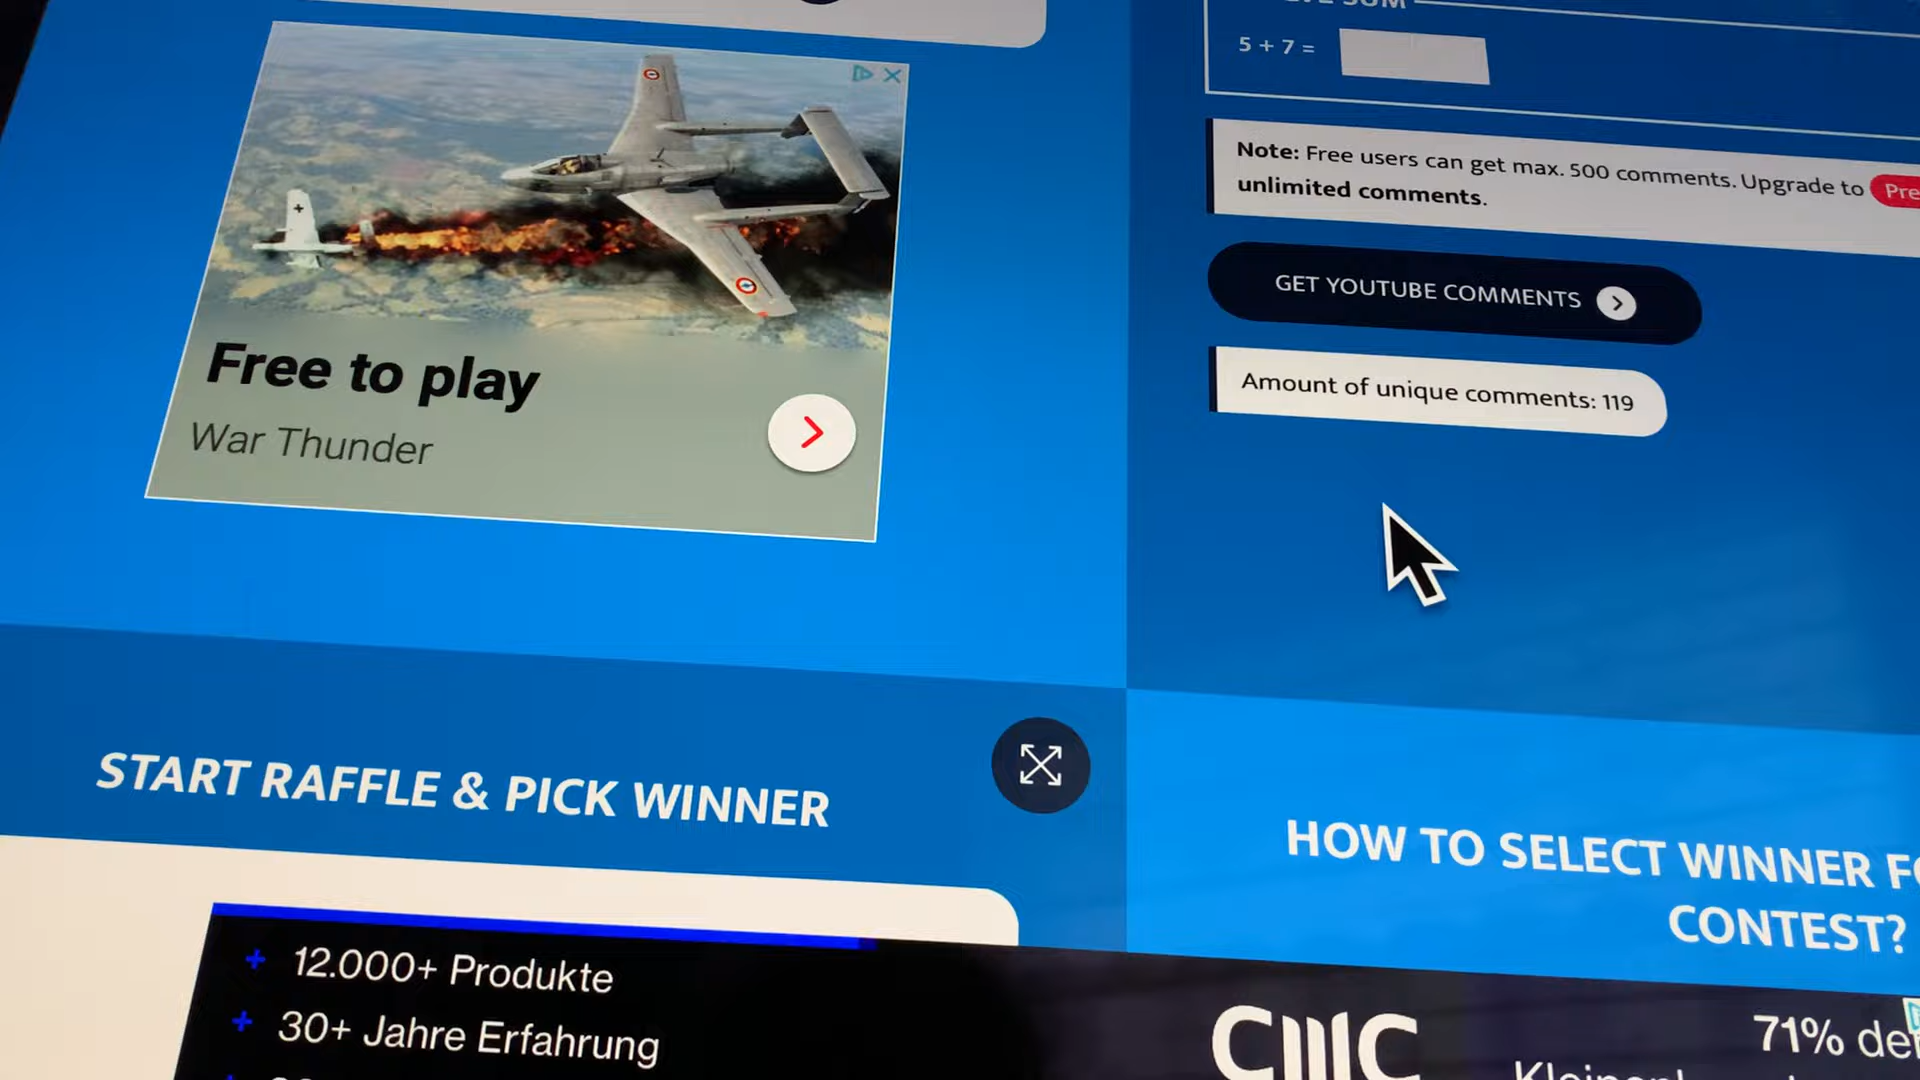 5 + 7 =
Note: Free users can get max. 500 comments. Upgrade to
unlimited comments.
GET YOUTUBE COMMENTS
Amount of unique comments: 119
Free to play
War Thunder
START RAFFLE & PICK WINNER
HOW TO SELECT WINNER
CONTEST?
12.000+ Produkte
30+ Jahre Erfahrung
CMC
71%